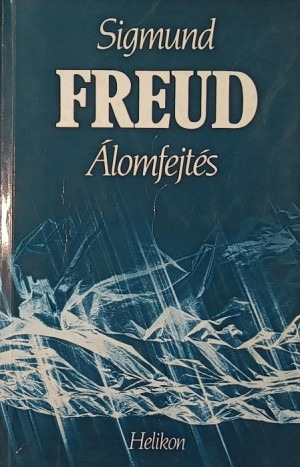 Sigmund
FREUD
Álomfejtés
Helikon